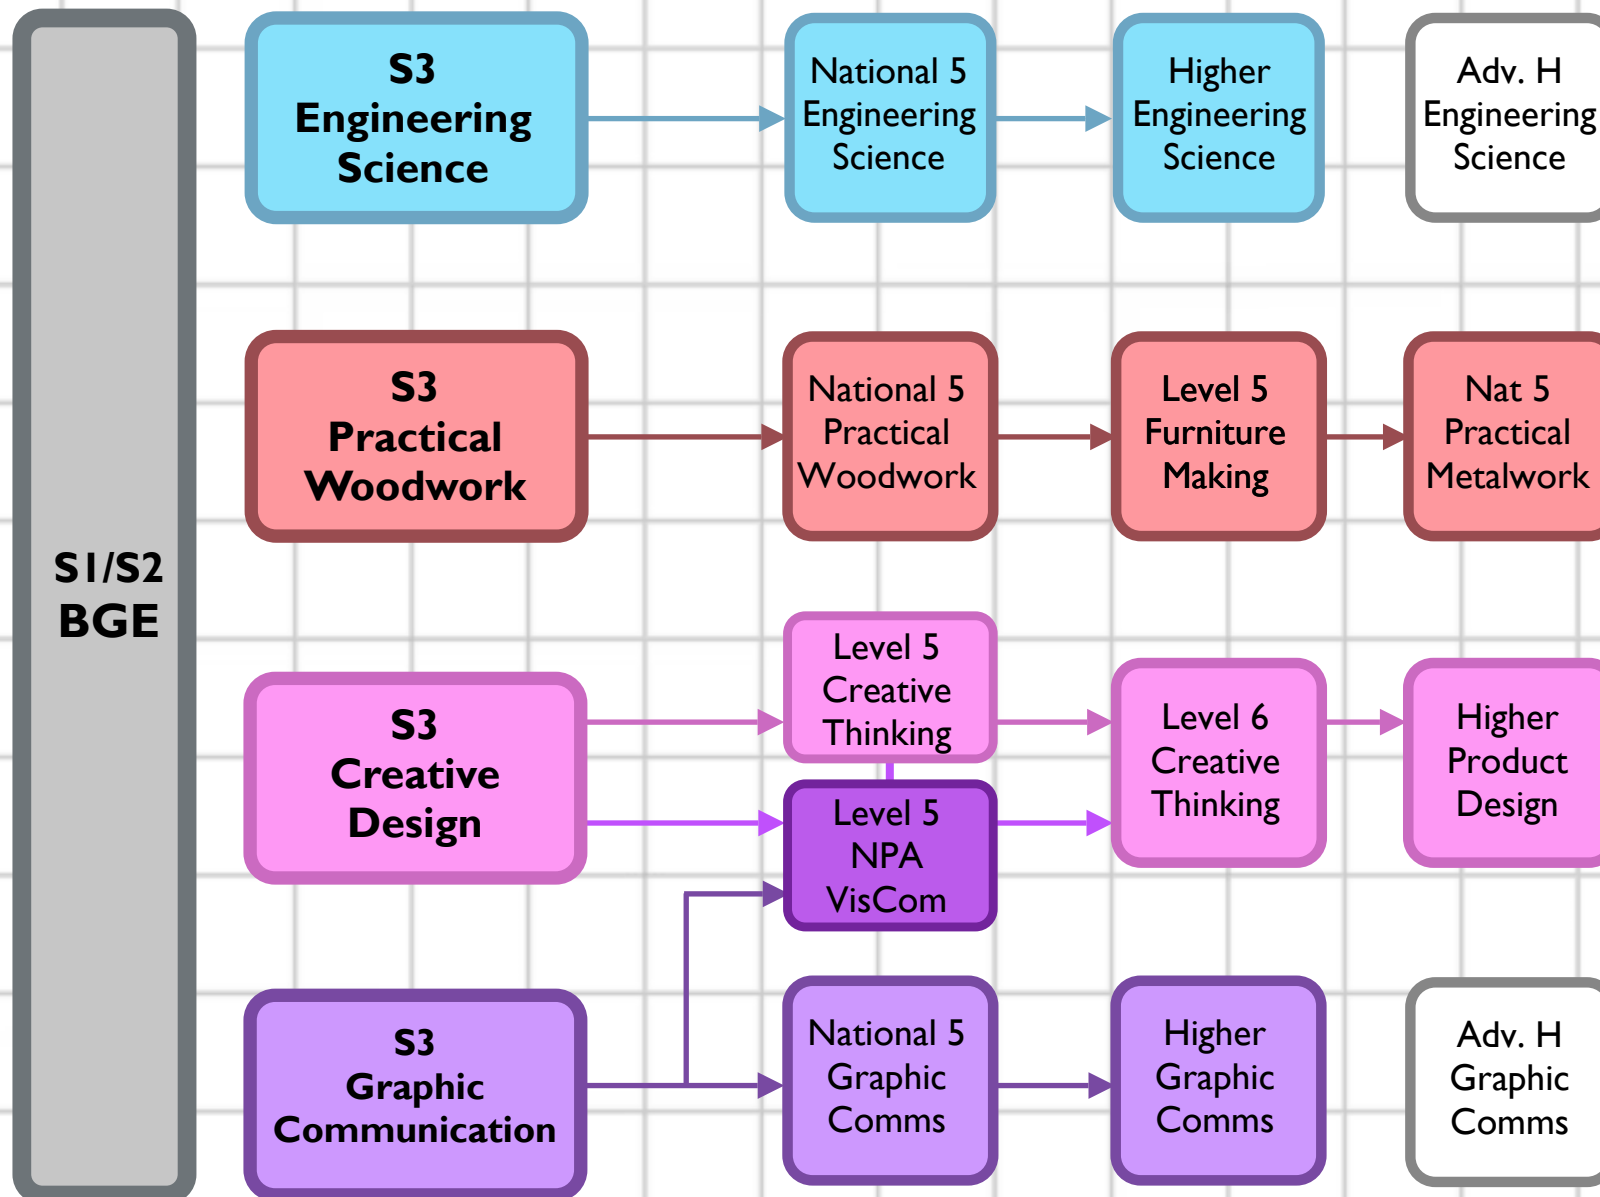 S1/S2
BGE
S3
Engineering
Science
National 5
Engineering
Science
Higher
Engineering
Science
Adv. H
Engineering
Science
S3
Practical
Woodwork
National 5
Practical
Woodwork
Level 5
Furniture
Making
Nat 5
Practical
Metalwork
S3
Creative
Design
Level 5
Creative
Thinking
Level 5
NPA
VisCom
Level 6
Creative
Thinking
Higher
Product
Design
S3
Graphic
Communication
National 5
Graphic
Comms
Higher
Graphic
Comms
Adv. H
Graphic
Comms